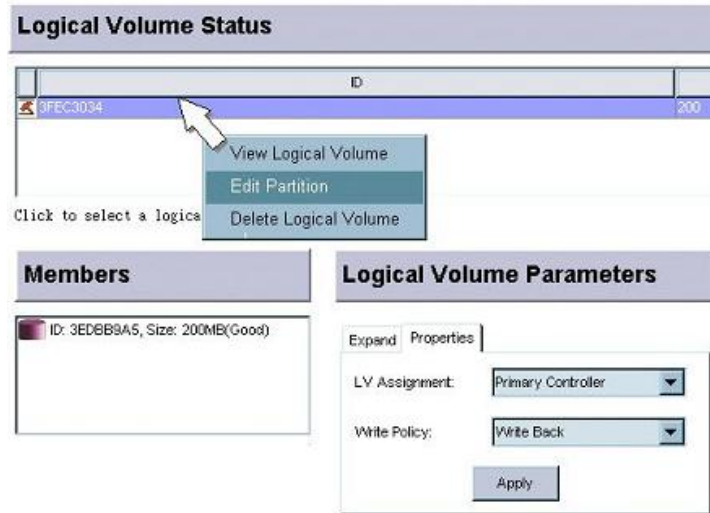 Logical Volume Status
ID
3FEC3034 200
View Logical Volume
Edit Partition
Click to select a logica
Delete Logical Volume
Members
Logical Volume Parameters
ID: 3EDBB9A5, Size: 200MB(Good)
Expand Properties
LV Assignment: Primary Controller
Write Policy: Write Back
Apply